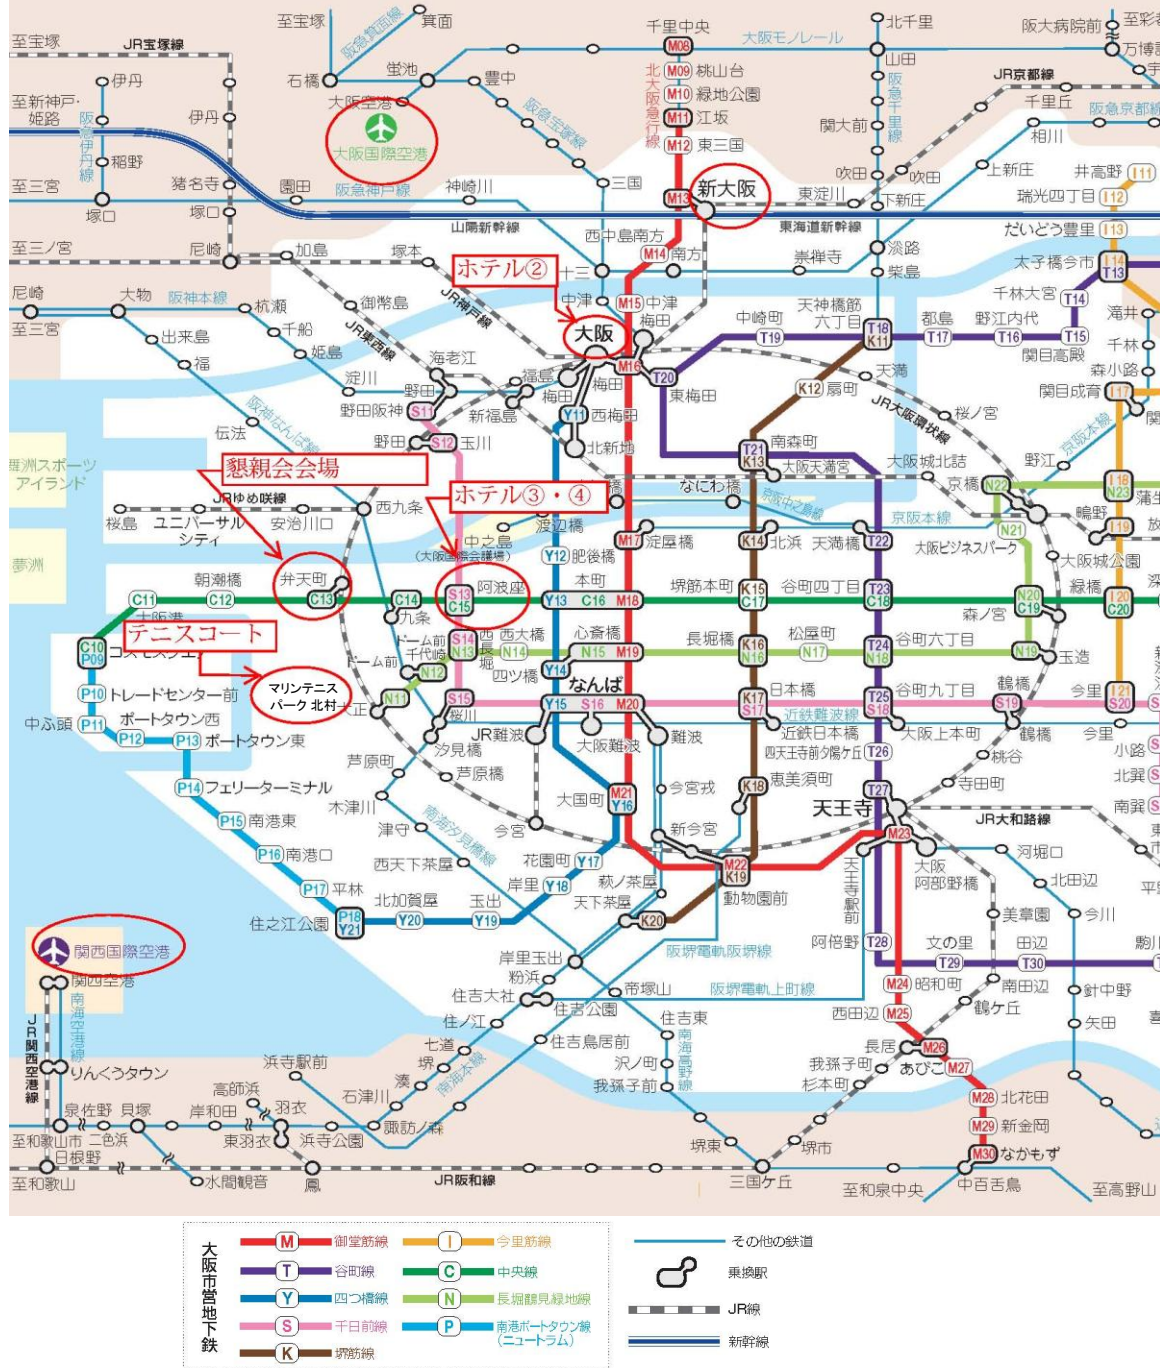 至宝塚
箕面
千里中央
北千里
阪大病院前
至彩都
至宝塚
JR宝塚線
阪急箕面線
M08
大阪モノレール
万博
石橋
蛍池
豊中
山田
伊丹
北大阪急行線
M09 桃山台
JR京都線
至新神戸・
姫路
阪急伊丹線
伊丹
大阪空港
大阪国際空港
阪急宝塚線
M10 緑地公園
M11 江坂
阪急千里線
関大前
千里丘
阪急京都線
相川
稲野
M12 東三国
上新庄
井高野 I11
至三宮
猪名寺
園田
阪急神戸線
神崎川
三国
M13
新大阪
吹田
吹田
東淀川
下新庄
瑞光四丁目 I12
塚口
塚口
山陽新幹線
西中島南方
東海道新幹線
だいどう豊里 I13
至三ノ宮
尼崎
加島
塚本
ホテル②
十三
M14 南方
崇禅寺
淡路
柴島
太子橋今市
I14
T13
尼崎
大物
阪神本線
杭瀬
御幣島
JR神戸線
中津
M15 中津
天神橋筋
六丁目
千林大宮 T14
至三宮
出来島
千船
JR東西線
大阪
梅田
中崎町
T19
T18
K11
都島
T17
野江内代
T16
T15
関目高殿
滝井
千林
福
姫島
海老江
福島
梅田
梅田
M16
T20
東梅田
K12 扇町
天満
森小路
淀川
野田
野田阪神
S11
新福島
Y11 西梅田
JR大阪環状線
桜ノ宮
関目成育 I17
阪神なんば線
伝法
野田
S12 玉川
北新地
T21
K13
南森町
大阪天満宮
大阪城北詰
京阪本線
野江
舞洲スポーツ
アイランド
懇親会会場
ホテル③・④
なにわ橋
京阪中之島線
京橋
N22
I18
N23
蒲生
JRゆめ咲線
桜島
ユニバーサル
シティ
安治川口
西九条
中之島
(大阪国際会議場)
渡辺橋
京阪本線
N21
大阪ビジネスパーク
鴫野
I19
夢洲
Y12 肥後橋
M17 淀屋橋
K14 北浜
天満橋 T22
大阪城公園
朝潮橋
弁天町
阿波座
本町
堺筋本町
谷町四丁目
緑橋
C11
C12
C13
C14
S13
C15
Y13
C16
M18
K15
C17
T23
C18
N20
C19
森ノ宮
I20
C20
大阪港
九条
テニスコート
C10
P09
コスモスクエア
ドーム前
千代崎
S14
N13
西長堀
西大橋
N14
心斎橋
N15
M19
長堀橋
K16
N16
松屋町
N17
T24
N18
谷町六丁目
N19
玉造
ドーム前
N12
Y14
四ツ橋
マリンテニス
パーク 北村
N11
大正
S15
桜川
なんば
Y15
S16
M20
K17
S17
日本橋
T25
S18
谷町九丁目
鶴橋
S19
今里
I21
S20
P10 トレードセンター前
中ふ頭 P11
P12
ポートタウン西
P13 ポートタウン東
汐見橋
JR難波
大阪難波
難波
近鉄難波線
近鉄日本橋
大阪上本町
鶴橋
今里
小路
四天王寺前夕陽ケ丘 T26
桃谷
芦原町
芦原橋
今宮戎
K18 恵美須町
寺田町
北巽
P14 フェリーターミナル
木津川
大国町
M21
Y16
T27
天王寺
南巽
P15 南港東
津守
南海汐見橋線
今宮
新今宮
M23
JR大和路線
P16 南港口
西天下茶屋
花園町
Y17
萩ノ茶屋
M22
K19
動物園前
天王寺駅前
大阪
阿部野橋
河堀口
P17 平林
岸里
Y18
天下茶屋
北田辺
住之江公園
P18
Y21
北加賀屋
Y20
玉出
Y19
K20
美章園
今川
阪堺電軌阪堺線
阿倍野 T28
文の里
T29
田辺
T30
駒川
関西国際空港
岸里玉出
粉浜
帝塚山
阪堺電軌上町線
M24 昭和町
南田辺
針中野
関西空港
住吉大社
住吉公園
西田辺 M25
鶴ケ丘
JR関西空港線
南海空港線
住ノ江
住吉鳥居前
住吉東
矢田
りんくうタウン
浜寺駅前
七道
堺
湊
南海本線
沢ノ町
南海高野線
長居
M26
あびこ
M27
高師浜
石津川
我孫子前
我孫子町
杉本町
M28 北花田
泉佐野
貝塚
岸和田
羽衣
M29 新金岡
至和歌山市
二色浜
東羽衣
浜寺公園
諏訪ノ森
堺東
堺市
M30 なかもず
日根野
至和歌山
水間観音
鳳
JR阪和線
三国ケ丘
至和泉中央
中百舌鳥
至高野山
大阪市営地下鉄
M 御堂筋線
I 今里筋線
その他の鉄道
T 谷町線
C 中央線
乗換駅
Y 四つ橋線
N 長堀鶴見緑地線
S 千日前線
P 南港ポートタウン線
(ニュートラム)
JR線
K 堺筋線
新幹線